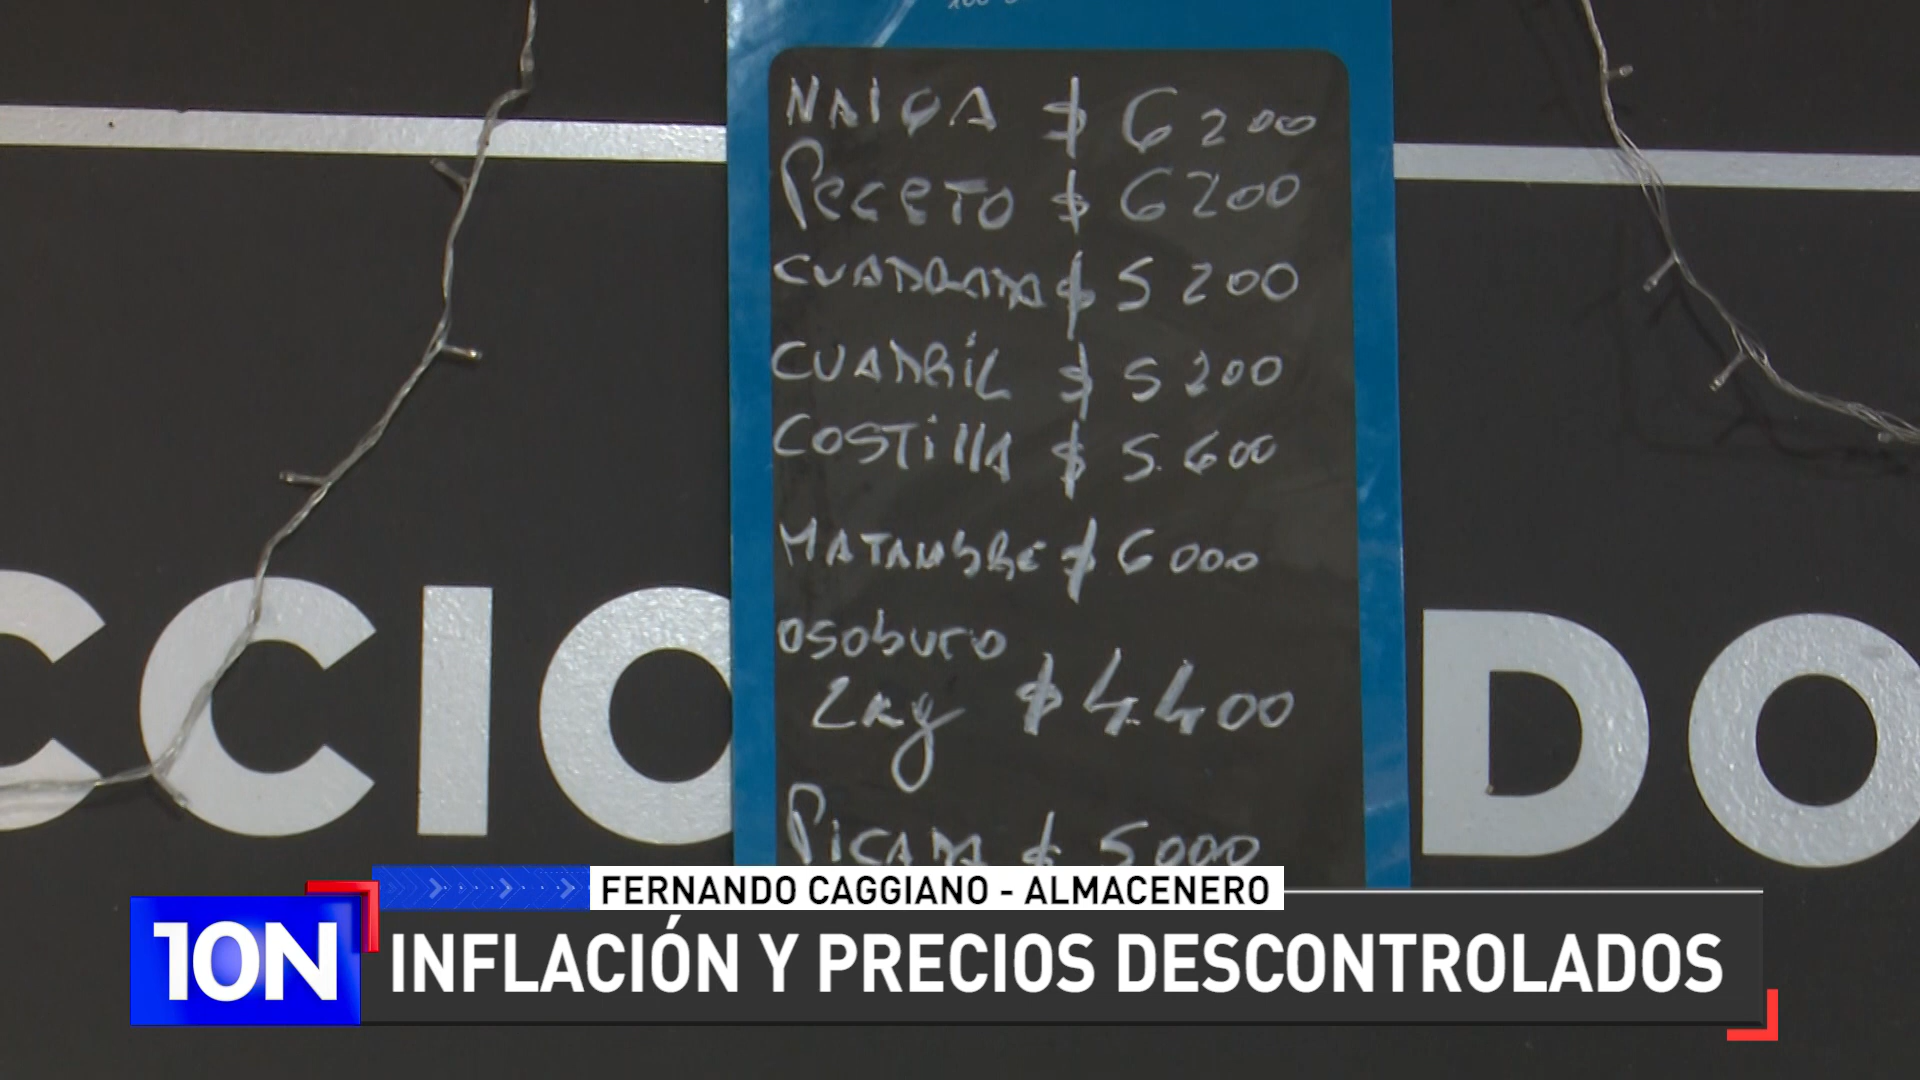 NALGA $ 6200
PECETO $ 6200
CUADRADA $ 5200
CUADRIL $ 5200
COSTILLA $ 5.600
MATAMBRE $ 6000
OSOBUCO
2kg $ 4.400
PICADA $ 5000
CCIO
DO
FERNANDO CAGGIANO - ALMACENERO
10N
INFLACIÓN Y PRECIOS DESCONTROLADOS